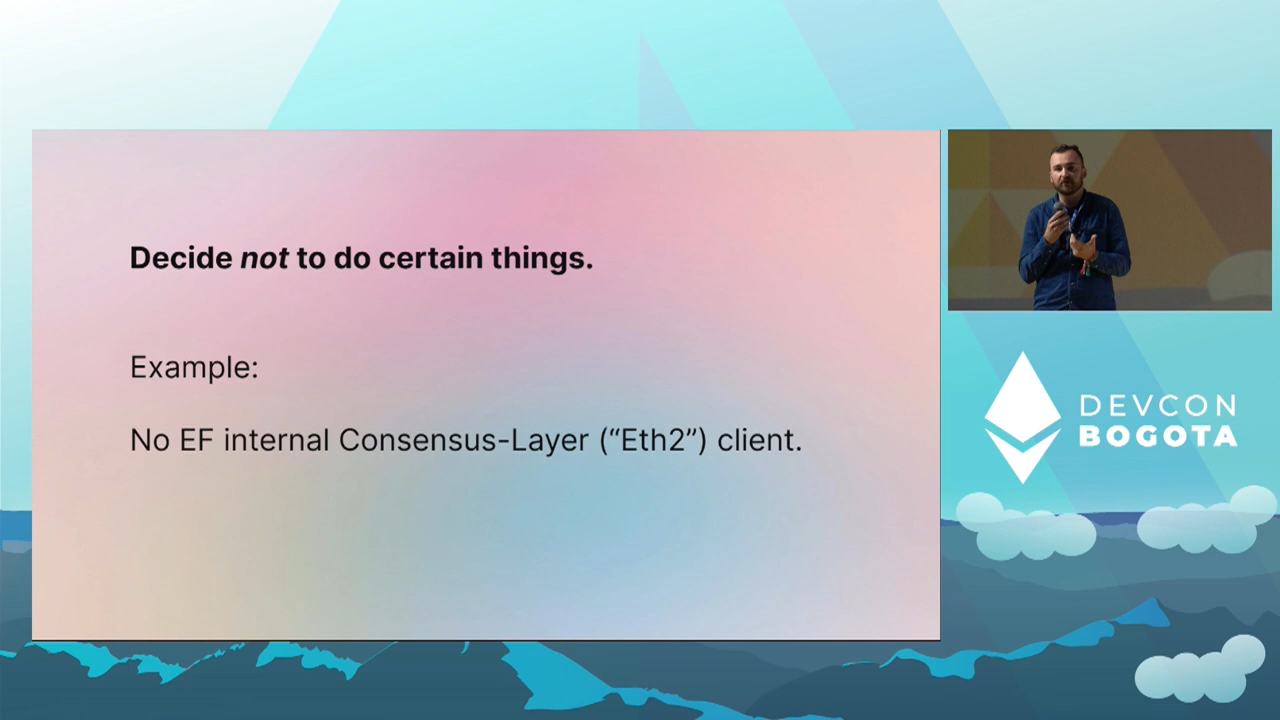 Decide not to do certain things.
Example:
No EF internal Consensus-Layer (“Eth2”) client.
DEVCON
BOGOTA